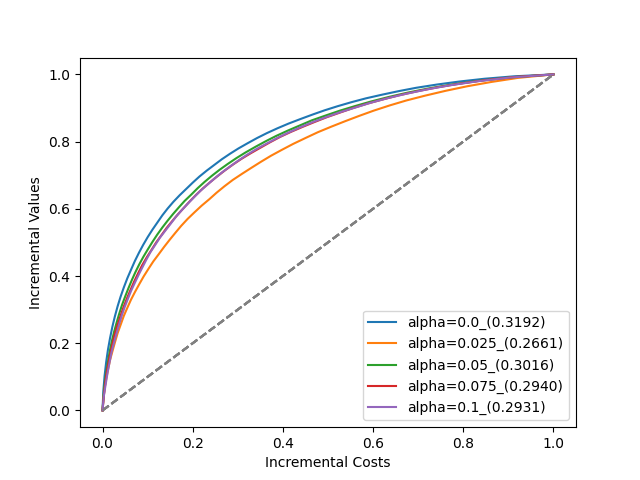 1.0
0.8
0.6
0.4
0.2
0.0
Incremental Values
0.0 0.2 0.4 0.6 0.8 1.0
Incremental Costs
alpha=0.0_(0.3192)
alpha=0.025_(0.2661)
alpha=0.05_(0.3016)
alpha=0.075_(0.2940)
alpha=0.1_(0.2931)